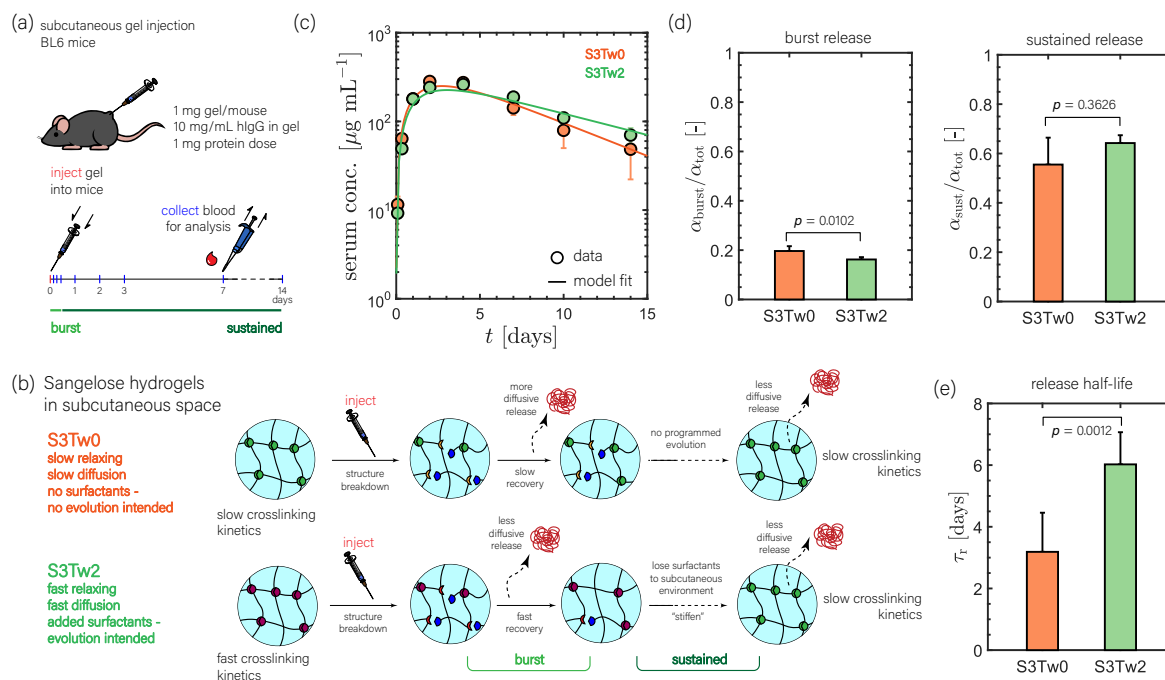 (a)
subcutaneous gel injection
BL6 mice
1 mg gel/mouse
10 mg/mL hIgG in gel
1 mg protein dose
inject gel
into mice
collect blood
for analysis
0 1 2 3 7 14
days
burst sustained
(c)
serum conc. [μg mL⁻¹]
10³
10²
10¹
10⁰
S3Tw0
S3Tw2
data
model fit
0 5 10 15
t [days]
(d)
burst release
α_burst/α_tot [-]
1
0.8
0.6
0.4
0.2
0
p = 0.0102
S3Tw0 S3Tw2
sustained release
α_sust/α_tot [-]
1
0.8
0.6
0.4
0.2
0
p = 0.3626
S3Tw0 S3Tw2
(b) Sangelose hydrogels
in subcutaneous space
S3Tw0
slow relaxing
slow diffusion
no surfactants -
no evolution intended
slow crosslinking
kinetics
inject
structure
breakdown
more
diffusive
release
slow
recovery
no programmed
evolution
less
diffusive
release
slow crosslinking
kinetics
S3Tw2
fast relaxing
fast diffusion
added surfactants -
evolution intended
fast crosslinking
kinetics
inject
structure
breakdown
less
diffusive
release
fast
recovery
lose surfactants
to subcutaneous
environment
"stiffen"
less
diffusive
release
slow crosslinking
kinetics
burst sustained
(e)
release half-life
τ_r [days]
8
6
4
2
0
p = 0.0012
S3Tw0 S3Tw2